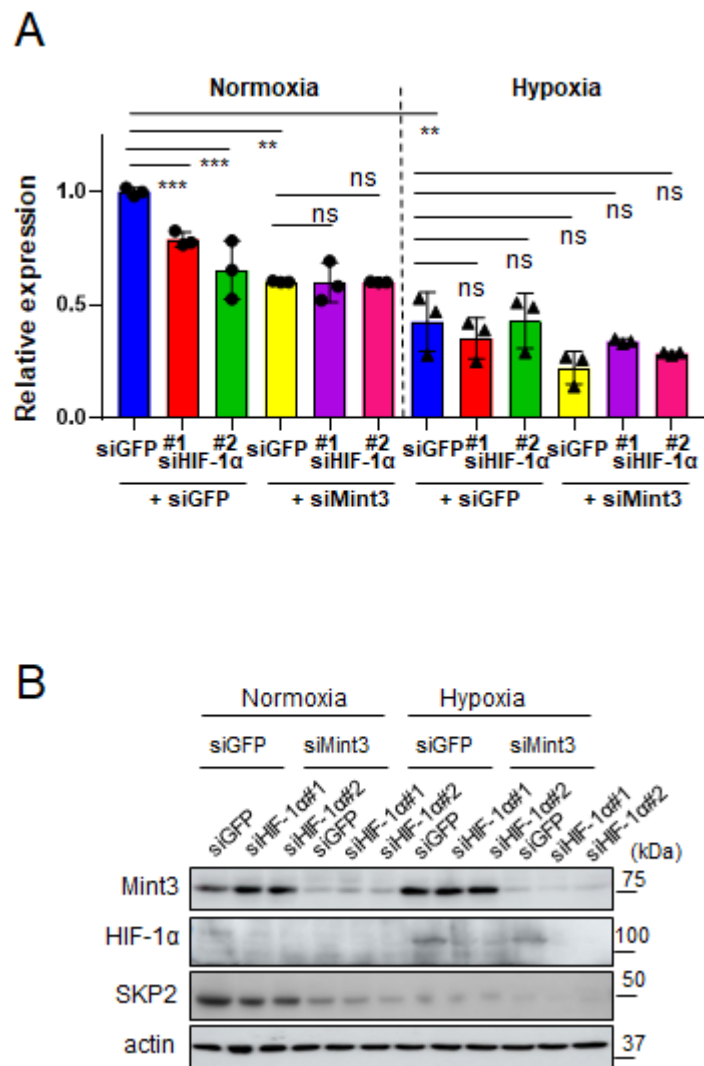 A
Normoxia Hypoxia
**
**
***
***
ns
ns
ns
ns
ns
ns
ns
Relative expression
1.0
0.5
0.0
siGFP #1 #2 siGFP #1 #2 siGFP #1 #2 siGFP #1 #2
siHIF-1α siHIF-1α siHIF-1α siHIF-1α
+ siGFP + siMint3 + siGFP + siMint3
B
Normoxia Hypoxia
siGFP siMint3 siGFP siMint3
siGFP siHIF-1α#1 siHIF-1α#2 siGFP siHIF-1α#1 siHIF-1α#2 siGFP siHIF-1α#1 siHIF-1α#2 siGFP siHIF-1α#1 siHIF-1α#2
(kDa)
Mint3 75
HIF-1α 100
SKP2 50
actin 37